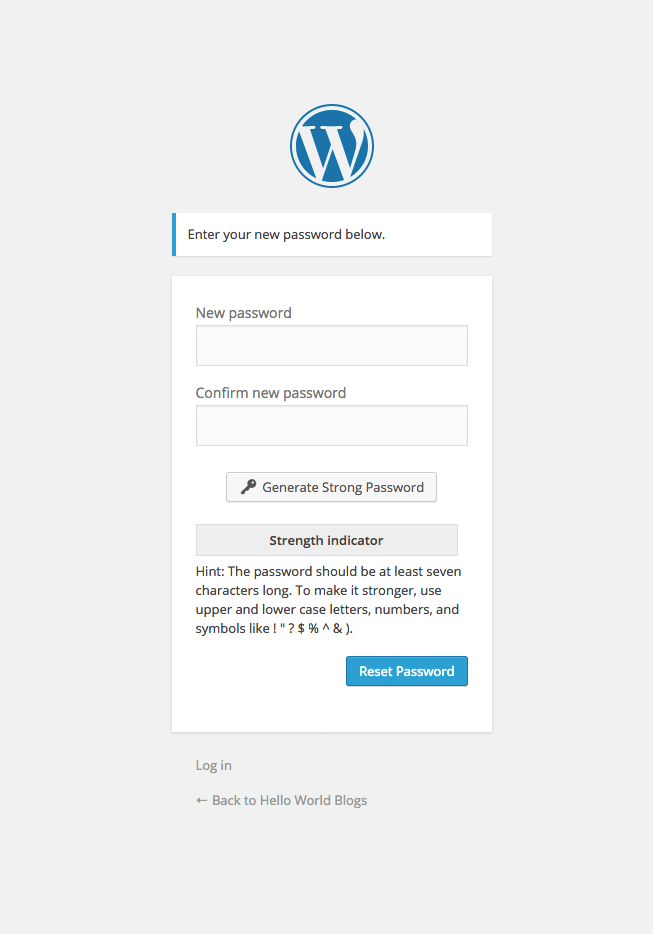 Enter your new password below.
New password
Confirm new password
Generate Strong Password
Strength indicator
Hint: The password should be at least seven
characters long. To make it stronger, use
upper and lower case letters, numbers, and
symbols like ! " ? $ % ^ & ).
Reset Password
Log in
← Back to Hello World Blogs